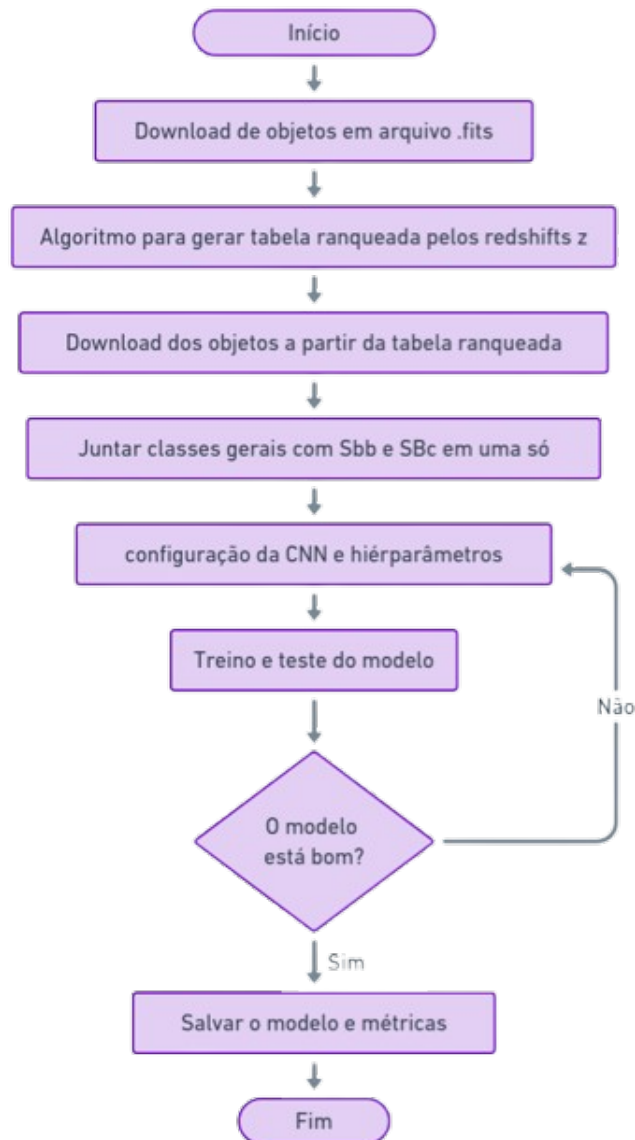 Início
Download de objetos em arquivo .fits
Algoritmo para gerar tabela ranqueada pelos redshifts z
Download dos objetos a partir da tabela ranqueada
Juntar classes gerais com Sbb e SBc em uma só
configuração da CNN e hiérparâmetros
Treino e teste do modelo
Não
O modelo
está bom?
Sim
Salvar o modelo e métricas
Fim